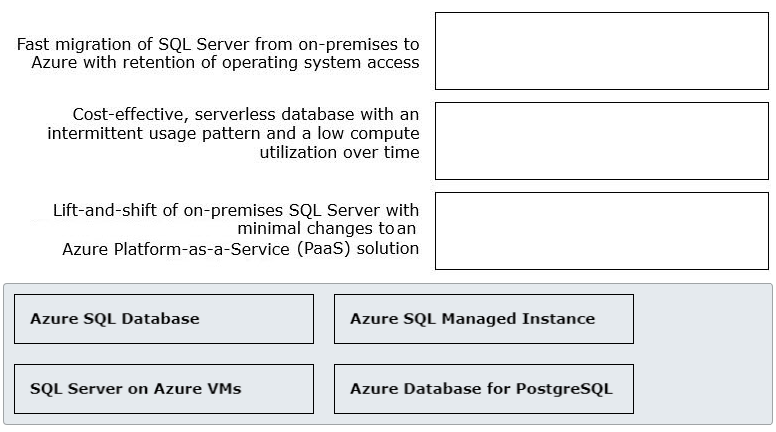 Fast migration of SQL Server from on-premises to
Azure with retention of operating system access
Cost-effective, serverless database with an
intermittent usage pattern and a low compute
utilization over time
Lift-and-shift of on-premises SQL Server with
minimal changes to an
Azure Platform-as-a-Service (PaaS) solution
Azure SQL Database
Azure SQL Managed Instance
SQL Server on Azure VMs
Azure Database for PostgreSQL